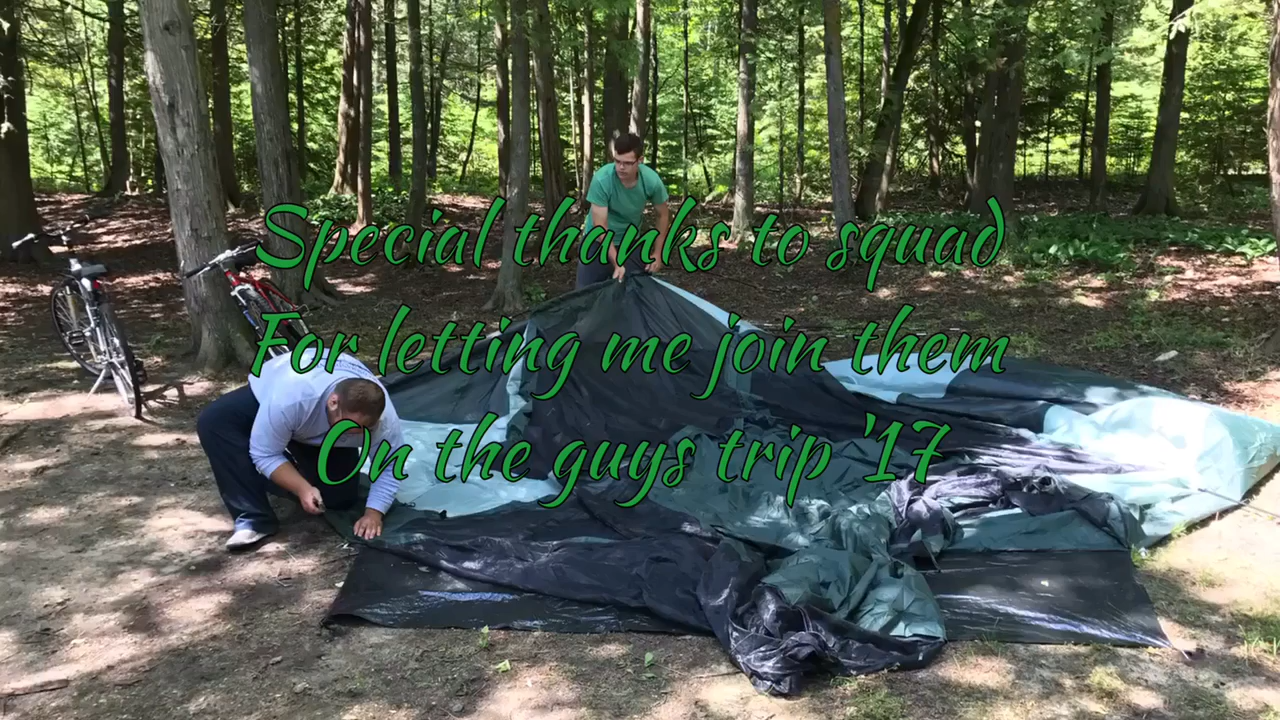 Special thanks to squad
For letting me join them
On the guys trip '17